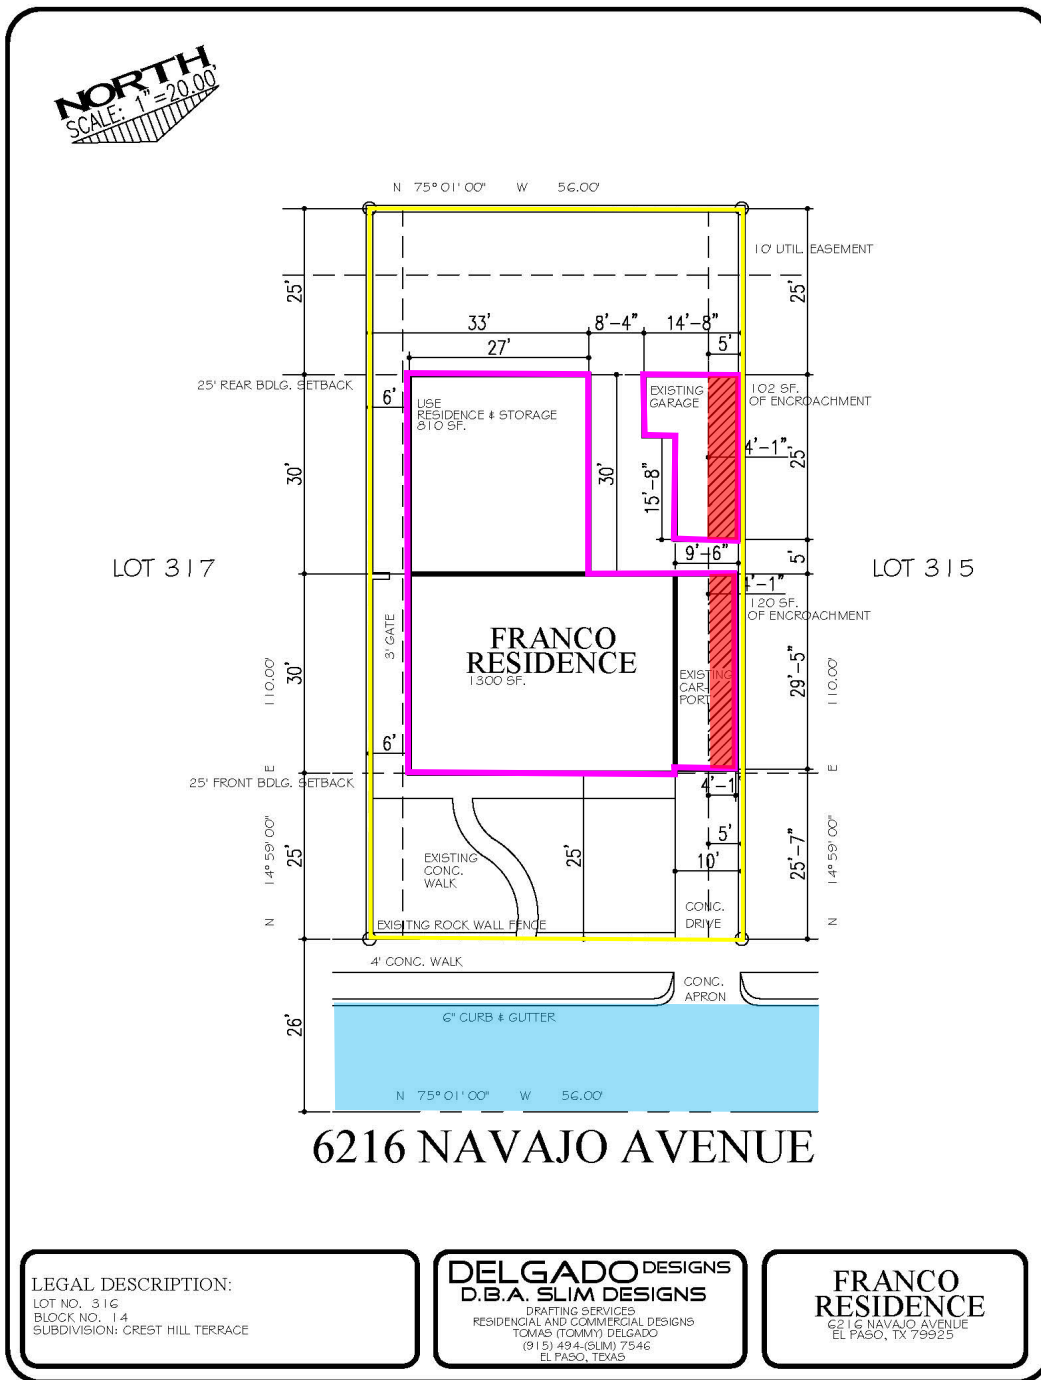 NORTH
SCALE: 1"=20.00'
N 75°01'00" W 56.00'
10' UTIL. EASEMENT
25'
25'
33'
8'-4"
14'-8"
27'
5'
25' REAR BDLG. SETBACK
6'
USE
RESIDENCE & STORAGE
810 SF.
EXISTING
GARAGE
102 SF.
OF ENCROACHMENT
4'-1"
30'
30'
15'-8"
25'
9'-6"
5'
LOT 317
LOT 315
4'-1"
120 SF.
OF ENCROACHMENT
3' GATE
FRANCO
RESIDENCE
1300 SF.
EXISTING
CAR-
PORT
30'
29'-5"
110.00'
110.00'
6'
25' FRONT BDLG. SETBACK
4'-1
5'
10'
25'
25'
25'-7"
N 14°59'00" E
N 14°59'00" E
EXISTING
CONC.
WALK
CONC.
DRIVE
EXISITNG ROCK WALL FENCE
4' CONC. WALK
CONC.
APRON
6" CURB & GUTTER
26'
N 75°01'00" W 56.00'
6216 NAVAJO AVENUE
LEGAL DESCRIPTION:
LOT NO. 316
BLOCK NO. 14
SUBDIVISION: CREST HILL TERRACE
DELGADO DESIGNS
D.B.A. SLIM DESIGNS
DRAFTING SERVICES
RESIDENCIAL AND COMMERCIAL DESIGNS
TOMAS (TOMMY) DELGADO
(915) 494-(SLIM) 7546
EL PASO, TEXAS
FRANCO
RESIDENCE
6216 NAVAJO AVENUE
EL PASO, TX 79925